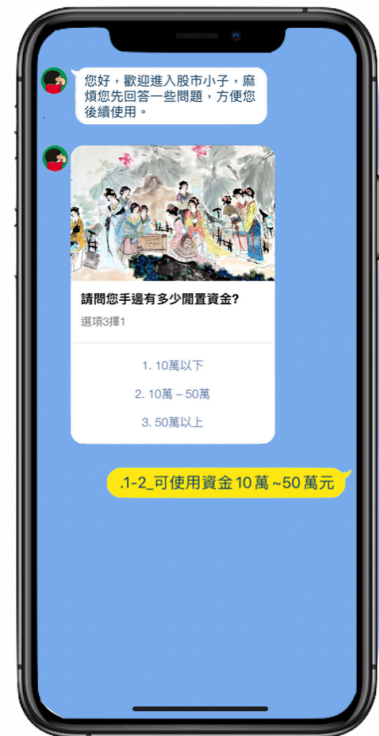 您好，歡迎進入股市小子，麻
煩您先回答一些問題，方便您
後續使用。
請問您手邊有多少閒置資金?
選項3擇1
1. 10萬以下
2. 10萬 – 50萬
3. 50萬以上
.1-2_可使用資金10萬~50萬元